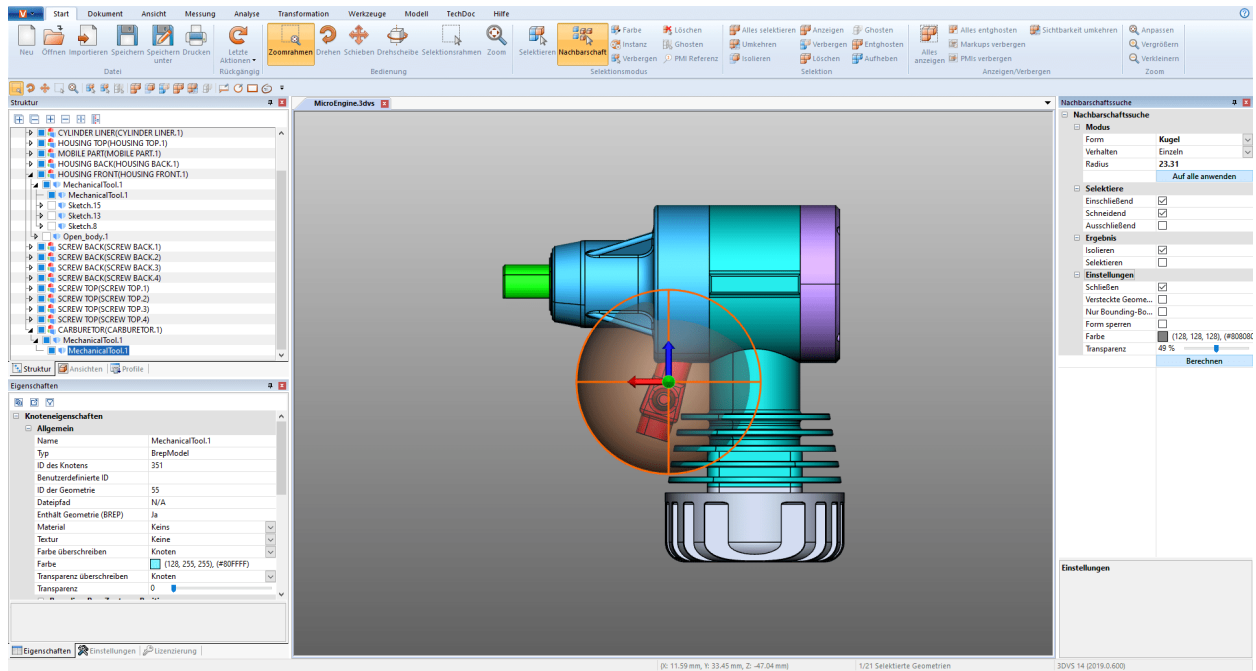 Start Dokument Ansicht Messung Analyse Transformation Werkzeuge Modell TechDoc Hilfe
Neu Öffnen Importieren Speichern Speichern unter Drucken
Datei
Letzte Aktionen
Rückgängig
Zoomrahmen Drehen Schieben Drehscheibe Selektionsrahmen Zoom
Bedienung
Selektieren Nachbarschaft
Farbe Löschen
Instanz Ghosten
Verbergen PMI Referenz
Selektionsmodus
Alles selektieren Anzeigen Ghosten
Umkehren Verbergen Entghosten
Isolieren Löschen Aufheben
Selektion
Alles anzeigen
Alles entghosten Sichtbarkeit umkehren
Markups verbergen
PMIs verbergen
Anzeigen/Verbergen
Anpassen
Vergrößern
Verkleinern
Zoom
Struktur
CYLINDER LINER(CYLINDER LINER.1)
HOUSING TOP(HOUSING TOP.1)
MOBILE PART(MOBILE PART.1)
HOUSING BACK(HOUSING BACK.1)
HOUSING FRONT(HOUSING FRONT.1)
MechanicalTool.1
MechanicalTool.1
Sketch.15
Sketch.13
Sketch.8
Open_body.1
SCREW BACK(SCREW BACK.1)
SCREW BACK(SCREW BACK.2)
SCREW BACK(SCREW BACK.3)
SCREW BACK(SCREW BACK.4)
SCREW TOP(SCREW TOP.1)
SCREW TOP(SCREW TOP.2)
SCREW TOP(SCREW TOP.3)
SCREW TOP(SCREW TOP.4)
CARBURETOR(CARBURETOR.1)
MechanicalTool.1
MechanicalTool.1
Struktur Ansichten Profile
Eigenschaften
Knoteneigenschaften
Allgemein
Name MechanicalTool.1
Typ BrepModel
ID des Knotens 351
Benutzerdefinierte ID
ID der Geometrie 55
Dateipfad N/A
Enthält Geometrie (BREP) Ja
Material Keins
Textur Keine
Farbe überschreiben Knoten
Farbe (128, 255, 255), (#80FFFF)
Transparenz überschreiben Knoten
Transparenz 0
Eigenschaften Einstellungen Lizenzierung
MicroEngine.3dvs
Nachbarschaftssuche
Nachbarschaftssuche
Modus
Form Kugel
Verhalten Einzeln
Radius 23.31
Auf alle anwenden
Selektiere
Einschließend
Schneidend
Ausschließend
Ergebnis
Isolieren
Selektieren
Einstellungen
Schließen
Versteckte Geome...
Nur Bounding-Bo...
Form sperren
Farbe (128, 128, 128), (#808080
Transparenz 49 %
Berechnen
Einstellungen
(X: 11.59 mm, Y: 33.45 mm, Z: -47.04 mm) 1/21 Selektierte Geometrien 3DVS 14 (2019.0.600)